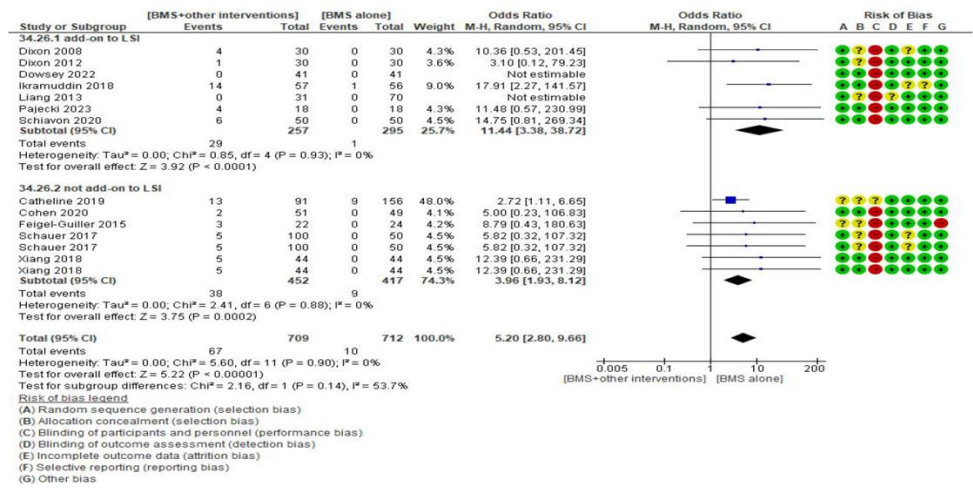 [BMS+other interventions] [BMS alone] Odds Ratio Odds Ratio Risk of Bias
Study or Subgroup Events Total Events Total Weight M-H, Random, 95% CI M-H, Random, 95% CI A B C D E F G
34.26.1 add-on to LSI
Dixon 2008 4 30 0 30 4.3% 10.36 [0.53, 201.45] + ? - + ? + +
Dixon 2012 1 30 0 30 3.6% 3.10 [0.12, 79.23] + ? - + + + +
Dowsey 2022 0 41 0 41 Not estimable + + - + + + +
Ikramuddin 2018 14 57 1 56 9.0% 17.91 [2.27, 141.57] + + - + ? ? +
Liang 2013 0 31 0 70 Not estimable + ? - ? + + +
Pajecki 2023 4 18 0 18 4.2% 11.48 [0.57, 230.99] + + - + + + +
Schiavon 2020 6 50 0 50 4.5% 14.75 [0.81, 269.34] + + - + + + +
Subtotal (95% CI) 257 295 25.7% 11.44 [3.38, 38.72]
Total events 29 1
Heterogeneity: Tau² = 0.00; Chi² = 0.85, df = 4 (P = 0.93); I² = 0%
Test for overall effect: Z = 3.92 (P < 0.0001)
34.26.2 not add-on to LSI
Catheline 2019 13 91 9 156 48.0% 2.72 [1.11, 6.65] ? ? ? + + + +
Cohen 2020 2 51 0 49 4.1% 5.00 [0.23, 106.83] + + - + + + +
Feigel-Guiller 2015 3 22 0 24 4.2% 8.79 [0.43, 180.63] ? ? - + + + -
Schauer 2017 5 100 0 50 4.5% 5.82 [0.32, 107.32] + ? - + ? + +
Schauer 2017 5 100 0 50 4.5% 5.82 [0.32, 107.32] + ? - + ? + +
Xiang 2018 5 44 0 44 4.4% 12.39 [0.66, 231.29] + + - + + + +
Xiang 2018 5 44 0 44 4.4% 12.39 [0.66, 231.29] + + - + + + +
Subtotal (95% CI) 452 417 74.3% 3.96 [1.93, 8.12]
Total events 38 9
Heterogeneity: Tau² = 0.00; Chi² = 2.41, df = 6 (P = 0.88); I² = 0%
Test for overall effect: Z = 3.75 (P = 0.0002)
Total (95% CI) 709 712 100.0% 5.20 [2.80, 9.66]
Total events 67 10
Heterogeneity: Tau² = 0.00; Chi² = 5.60, df = 11 (P = 0.90); I² = 0%
Test for overall effect: Z = 5.22 (P < 0.00001)
Test for subgroup differences: Chi² = 2.16, df = 1 (P = 0.14), I² = 53.7%
0.005 0.1 1 10 200
[BMS+other interventions] [BMS alone]
Risk of bias legend
(A) Random sequence generation (selection bias)
(B) Allocation concealment (selection bias)
(C) Blinding of participants and personnel (performance bias)
(D) Blinding of outcome assessment (detection bias)
(E) Incomplete outcome data (attrition bias)
(F) Selective reporting (reporting bias)
(G) Other bias